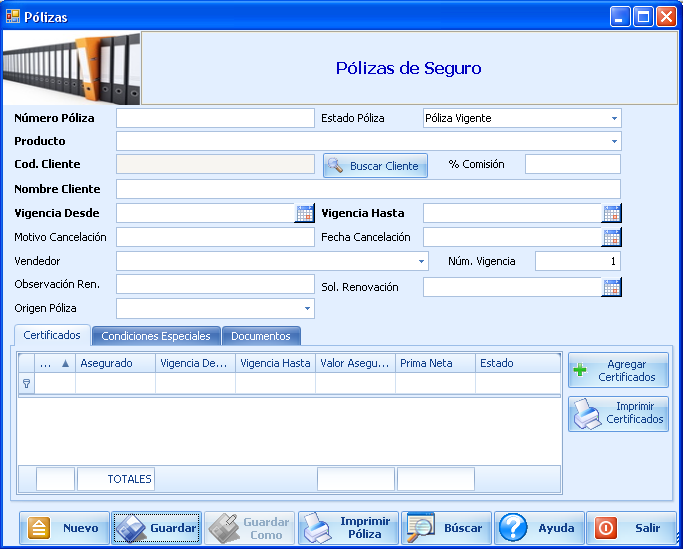 Pólizas
Pólizas de Seguro
Número Póliza Estado Póliza Póliza Vigente
Producto
Cod. Cliente Buscar Cliente % Comisión
Nombre Cliente
Vigencia Desde Vigencia Hasta
Motivo Cancelación Fecha Cancelación
Vendedor Núm. Vigencia 1
Observación Ren. Sol. Renovación
Origen Póliza
Certificados Condiciones Especiales Documentos
... Asegurado Vigencia De... Vigencia Hasta Valor Asegu... Prima Neta Estado
Agregar
Certificados
Imprimir
Certificados
TOTALES
Nuevo Guardar Guardar Como Imprimir Póliza Búscar Ayuda Salir